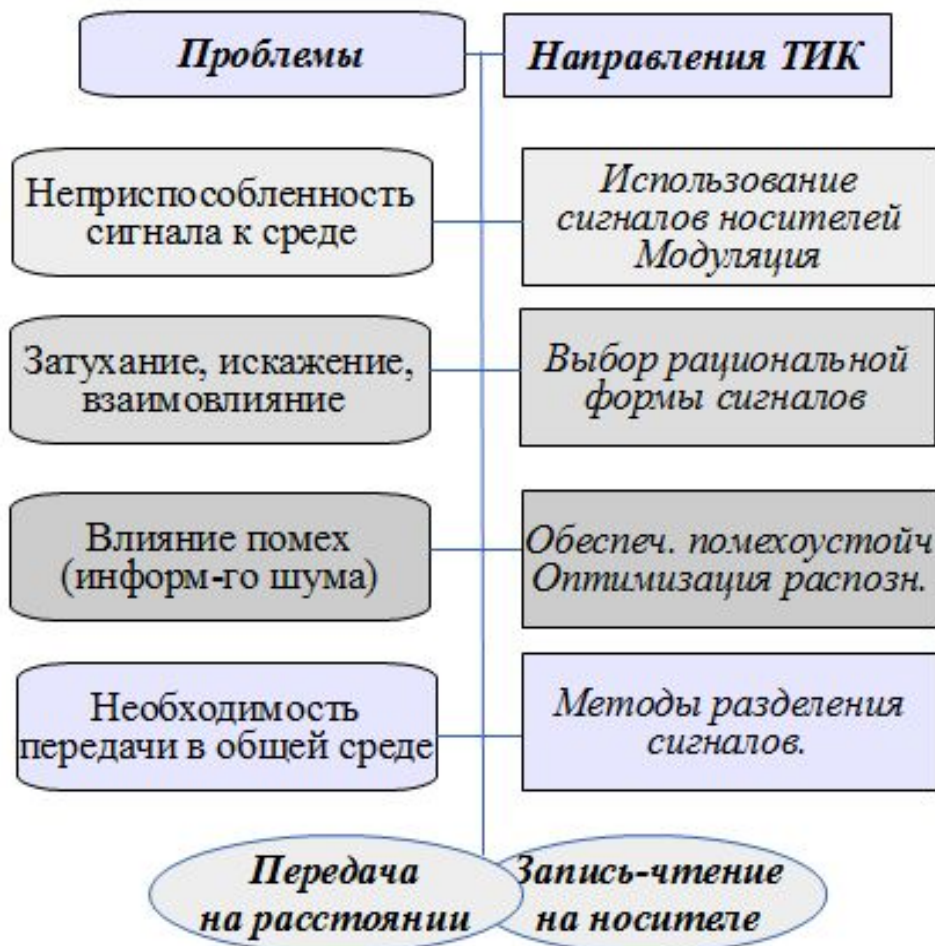 Проблемы
Направления ТИК
Неприспособленность
сигнала к среде
Использование
сигналов носителей
Модуляция
Затухание, искажение,
взаимовлияние
Выбор рациональной
формы сигналов
Влияние помех
(информ-го шума)
Обеспеч. помехоустойч
Оптимизация распозн.
Необходимость
передачи в общей среде
Методы разделения
сигналов.
Передача
на расстоянии
Запись-чтение
на носителе